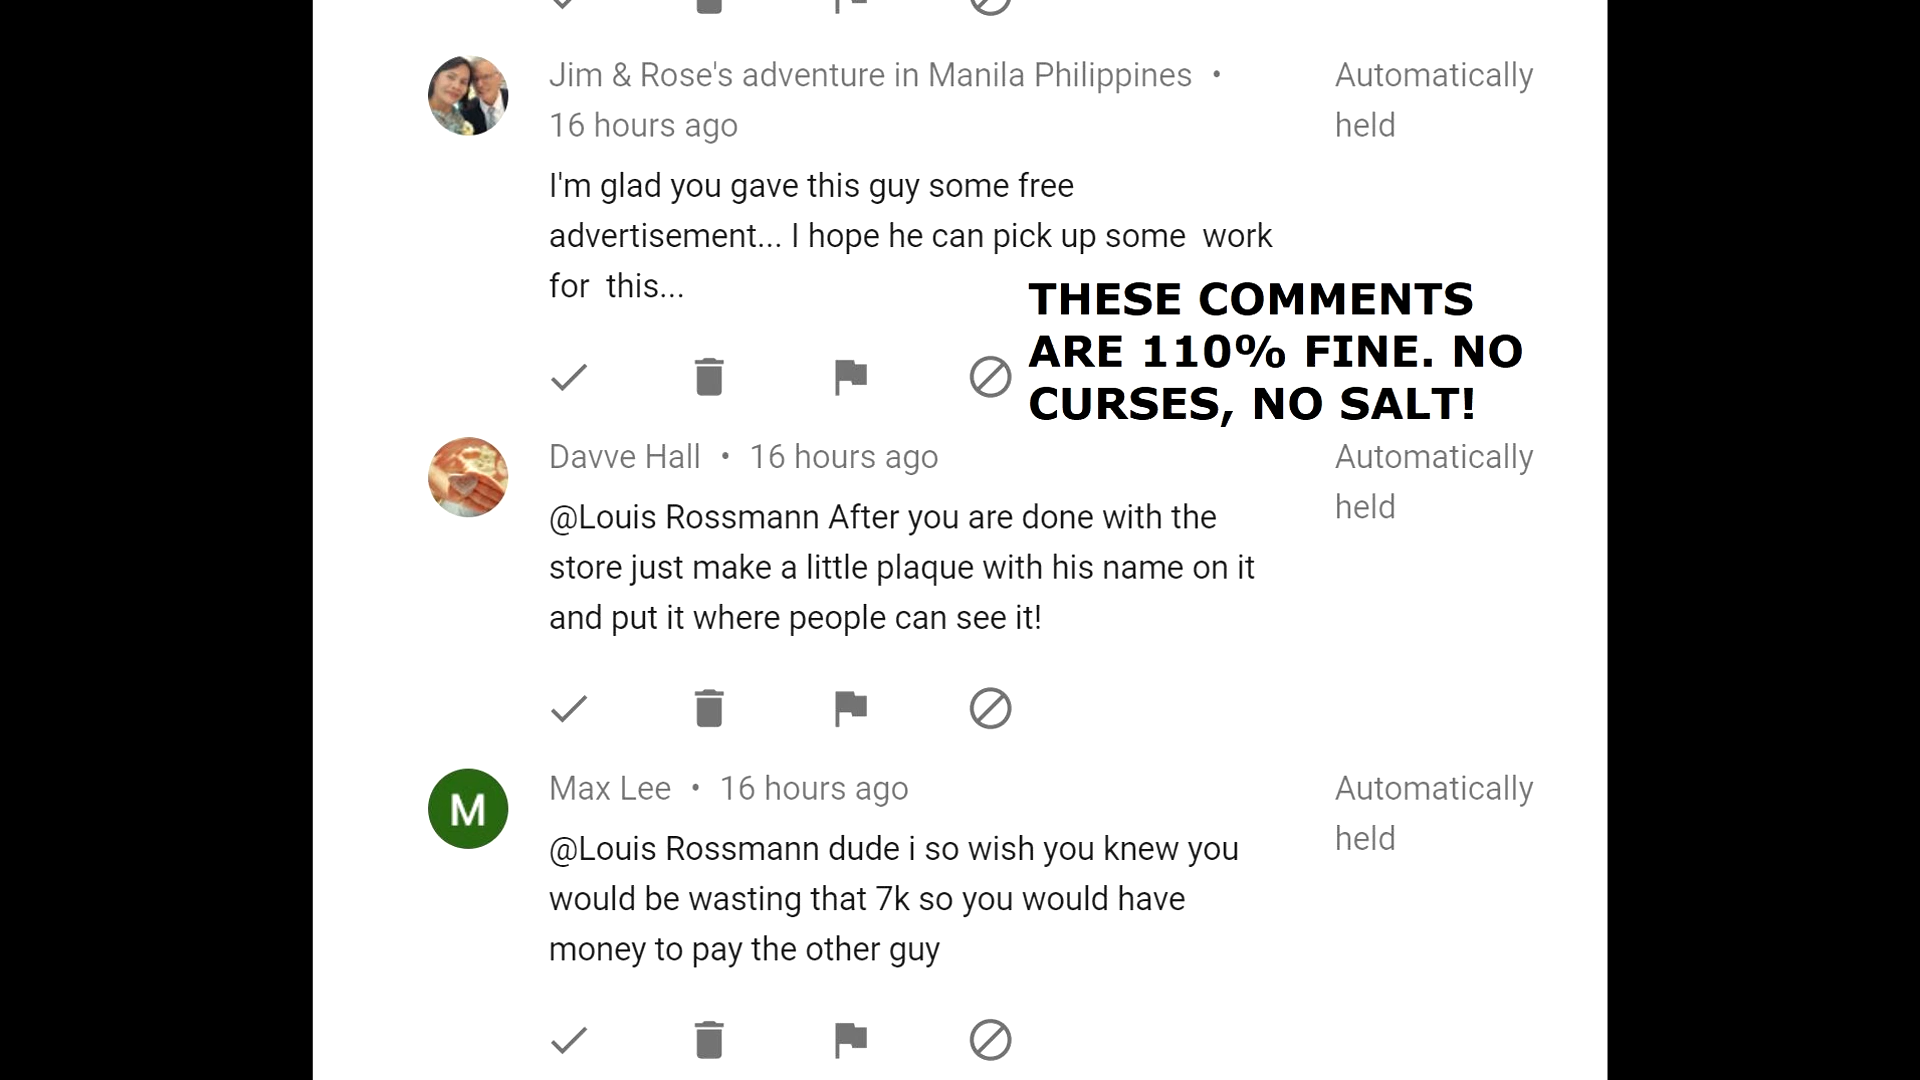 Jim & Rose's adventure in Manila Philippines •
16 hours ago
Automatically
held
I'm glad you gave this guy some free
advertisement... I hope he can pick up some  work
for  this...
THESE COMMENTS
ARE 110% FINE. NO
CURSES, NO SALT!
Davve Hall • 16 hours ago
Automatically
held
@Louis Rossmann After you are done with the
store just make a little plaque with his name on it
and put it where people can see it!
M
Max Lee • 16 hours ago
Automatically
held
@Louis Rossmann dude i so wish you knew you
would be wasting that 7k so you would have
money to pay the other guy